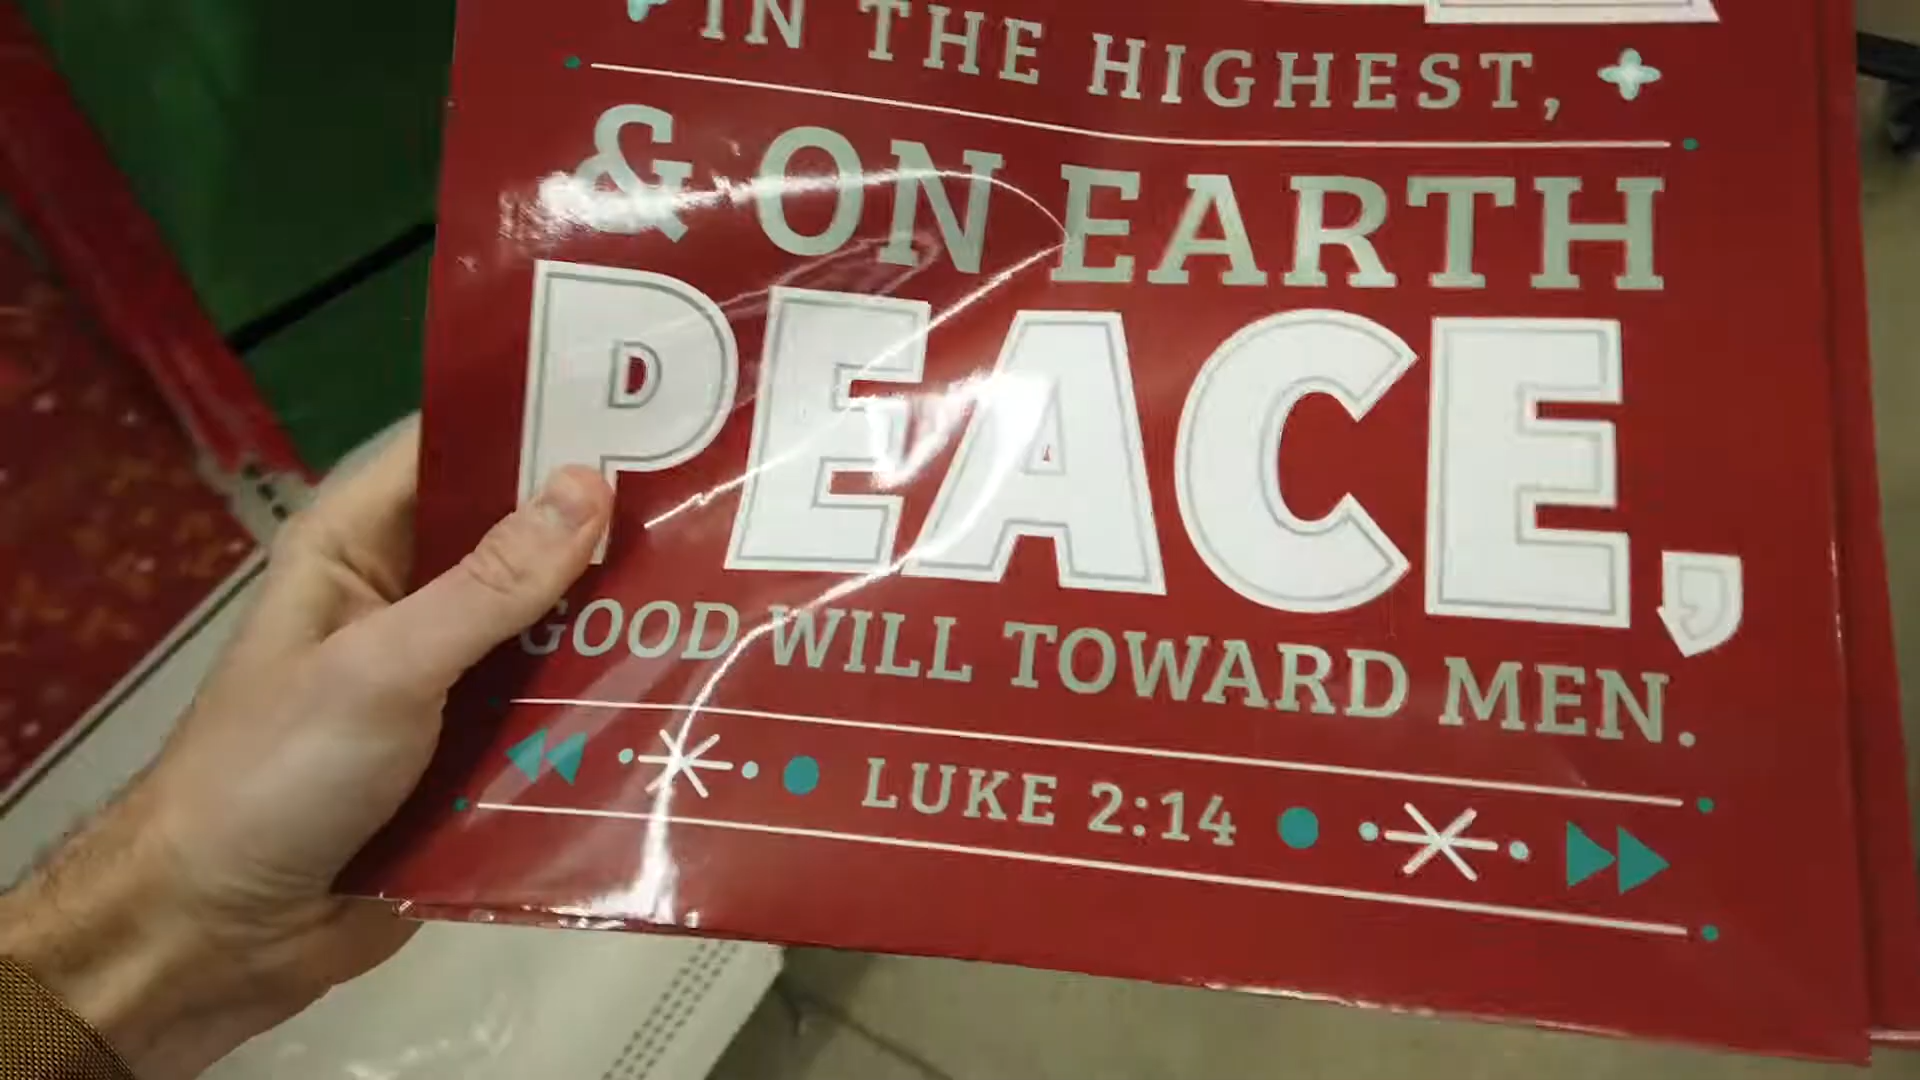 IN THE HIGHEST,
& ON EARTH
PEACE,
GOOD WILL TOWARD MEN.
LUKE 2:14